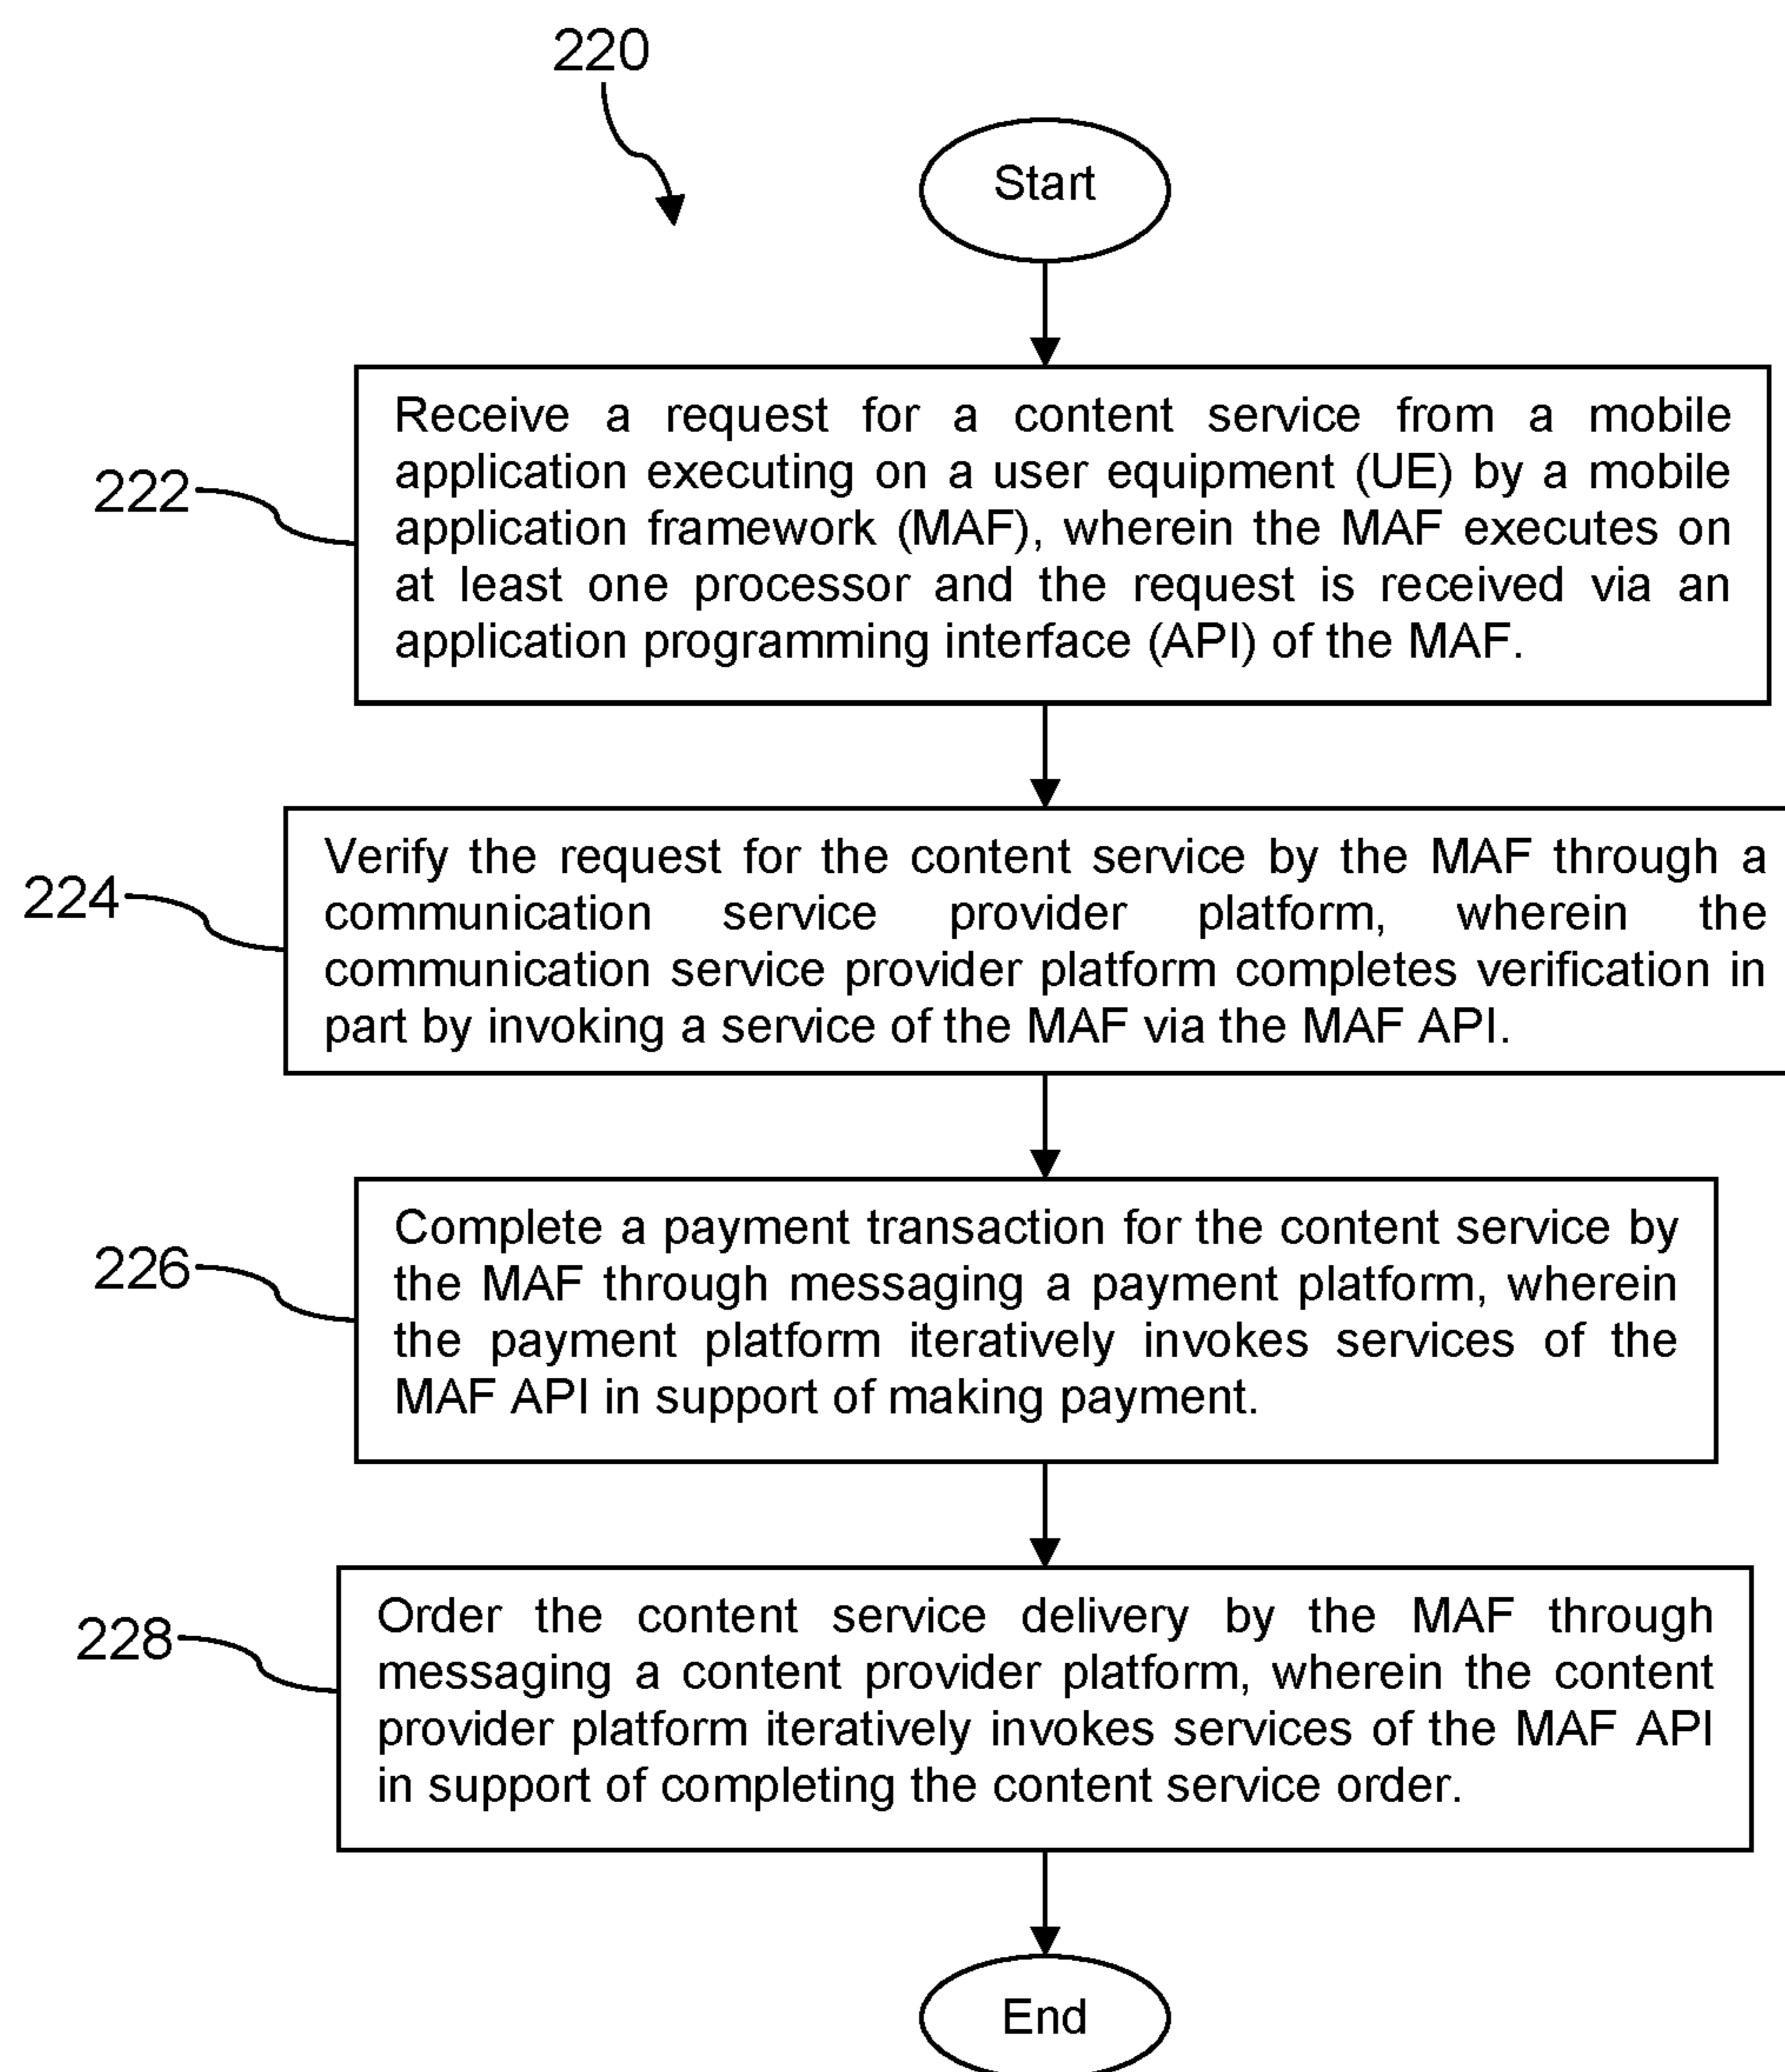 220
Start
222
Receive a request for a content service from a mobile
application executing on a user equipment (UE) by a mobile
application framework (MAF), wherein the MAF executes on
at least one processor and the request is received via an
application programming interface (API) of the MAF.
224
Verify the request for the content service by the MAF through a
communication service provider platform, wherein the
communication service provider platform completes verification in
part by invoking a service of the MAF via the MAF API.
226
Complete a payment transaction for the content service by
the MAF through messaging a payment platform, wherein
the payment platform iteratively invokes services of the
MAF API in support of making payment.
228
Order the content service delivery by the MAF through
messaging a content provider platform, wherein the content
provider platform iteratively invokes services of the MAF API
in support of completing the content service order.
End